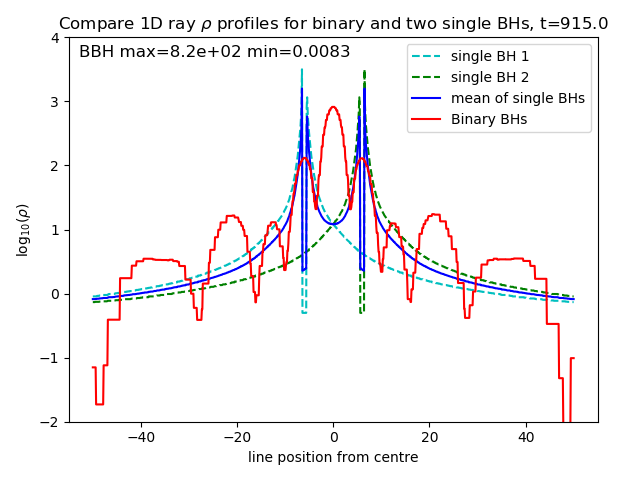 Compare 1D ray ρ profiles for binary and two single BHs, t=915.0
BBH max=8.2e+02 min=0.0083
single BH 1
single BH 2
mean of single BHs
Binary BHs
log₁₀(ρ)
4
3
2
1
0
−1
−2
−40 −20 0 20 40
line position from centre